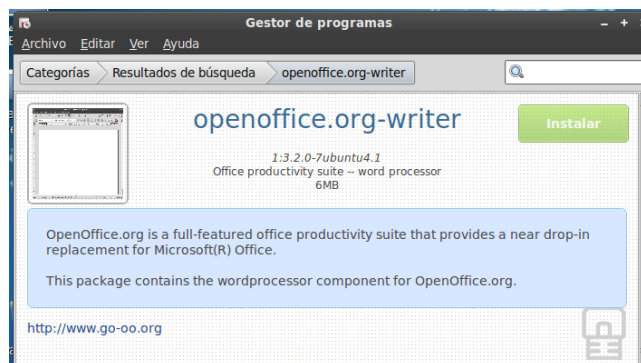 Gestor de programas
Archivo Editar Ver Ayuda
Categorías Resultados de búsqueda openoffice.org-writer
openoffice.org-writer
Instalar
1:3.2.0-7ubuntu4.1
Office productivity suite -- word processor
6MB
OpenOffice.org is a full-featured office productivity suite that provides a near drop-in
replacement for Microsoft(R) Office.
This package contains the wordprocessor component for OpenOffice.org.
http://www.go-oo.org